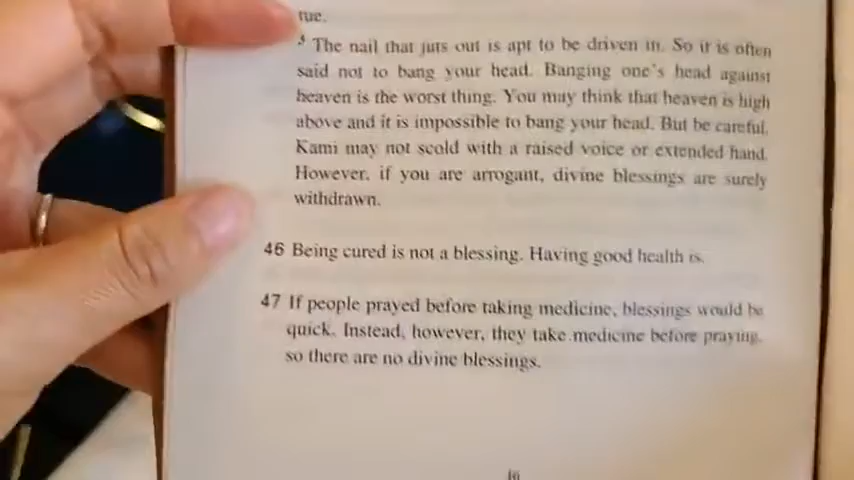 tue.
3 The nail that juts out is apt to be driven in. So it is often
said not to bang your head. Banging one's head against
heaven is the worst thing. You may think that heaven is high
above and it is impossible to bang your head. But be careful.
Kami may not scold with a raised voice or extended hand.
However, if you are arrogant, divine blessings are surely
withdrawn.
46 Being cured is not a blessing. Having good health is.
47 If people prayed before taking medicine, blessings would be
quick. Instead, however, they take medicine before praying,
so there are no divine blessings.
16